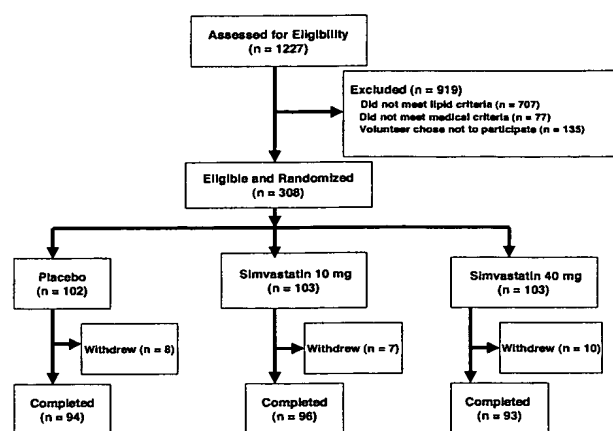 Assessed for Eligibility
(n = 1227)
Excluded (n = 919)
Did not meet lipid criteria (n = 707)
Did not meet medical criteria (n = 77)
Volunteer chose not to participate (n = 135)
Eligible and Randomized
(n = 308)
Placebo
(n = 102)
Simvastatin 10 mg
(n = 103)
Simvastatin 40 mg
(n = 103)
Withdrew (n = 8)
Withdrew (n = 7)
Withdrew (n = 10)
Completed
(n = 94)
Completed
(n = 96)
Completed
(n = 93)